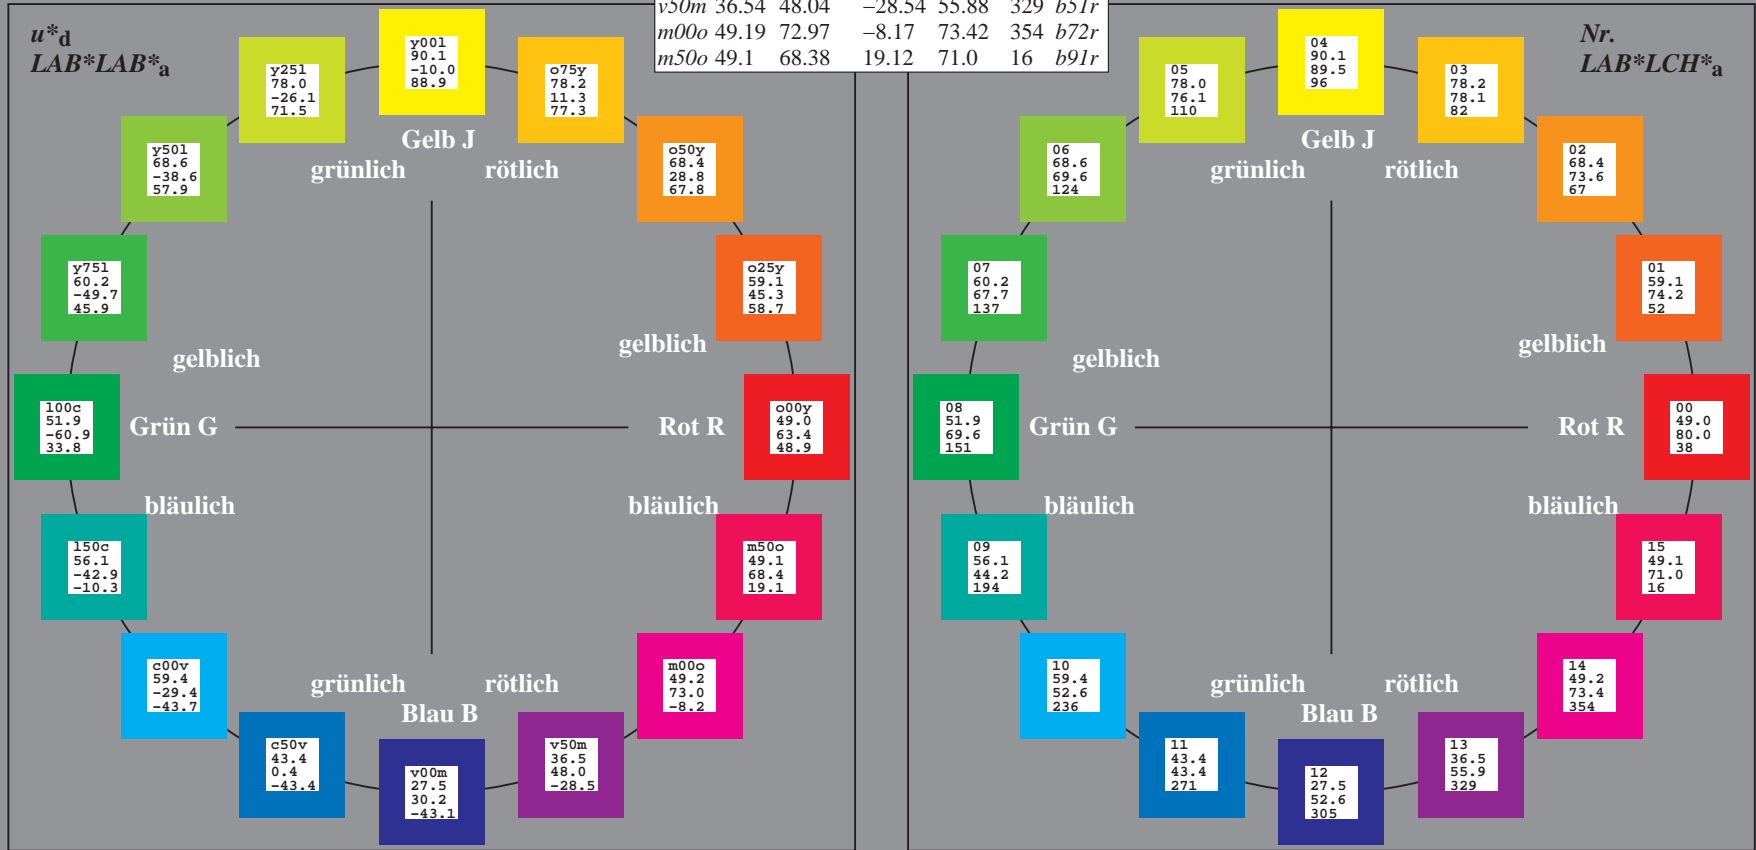 v50m 36.54 48.04 −28.54 55.88 329 b51r
m00o 49.19 72.97 −8.17 73.42 354 b72r
m50o 49.1 68.38 19.12 71.0 16 b91r
u*d
LAB*LAB*a
y00l
90.1
-10.0
88.9
y25l
78.0
-26.1
71.5
o75y
78.2
11.3
77.3
y50l
68.6
-38.6
57.9
o50y
68.4
28.8
67.8
y75l
60.2
-49.7
45.9
o25y
59.1
45.3
58.7
l00c
51.9
-60.9
33.8
o00y
49.0
63.4
48.9
l50c
56.1
-42.9
-10.3
m50o
49.1
68.4
19.1
c00v
59.4
-29.4
-43.7
m00o
49.2
73.0
-8.2
c50v
43.4
0.4
-43.4
v00m
27.5
30.2
-43.1
v50m
36.5
48.0
-28.5
Gelb J
grünlich rötlich
gelblich
gelblich
Grün G Rot R
bläulich bläulich
grünlich rötlich
Blau B
Nr.
LAB*LCH*a
04
90.1
89.5
96
05
78.0
76.1
110
03
78.2
78.1
82
06
68.6
69.6
124
02
68.4
73.6
67
07
60.2
67.7
137
01
59.1
74.2
52
08
51.9
69.6
151
00
49.0
80.0
38
09
56.1
44.2
194
15
49.1
71.0
16
10
59.4
52.6
236
14
49.2
73.4
354
11
43.4
43.4
271
12
27.5
52.6
305
13
36.5
55.9
329
Gelb J
grünlich rötlich
gelblich
gelblich
Grün G Rot R
bläulich bläulich
grünlich rötlich
Blau B